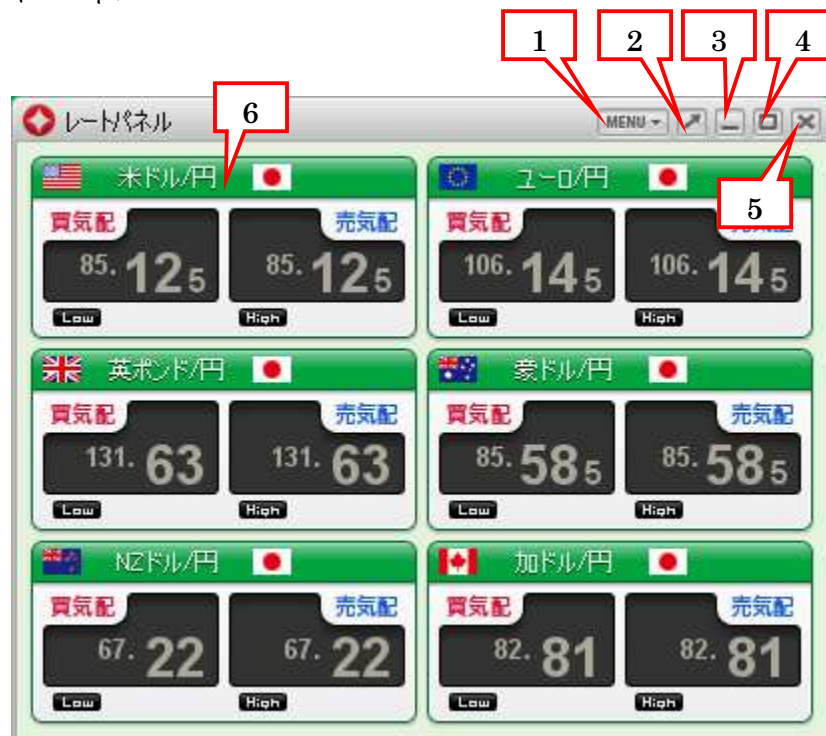 1 2 3 4
レートパネル 6 MENU
米ドル/円 ユーロ/円
5
買気配 売気配 買気配
85.125 85.125 106.145 106.145
Low High Low High
英ポンド/円 豪ドル/円
買気配 売気配 買気配 売気配
131.63 131.63 85.585 85.585
Low High Low High
NZドル/円 加ドル/円
買気配 売気配 買気配 売気配
67.22 67.22 82.81 82.81
Low High Low High